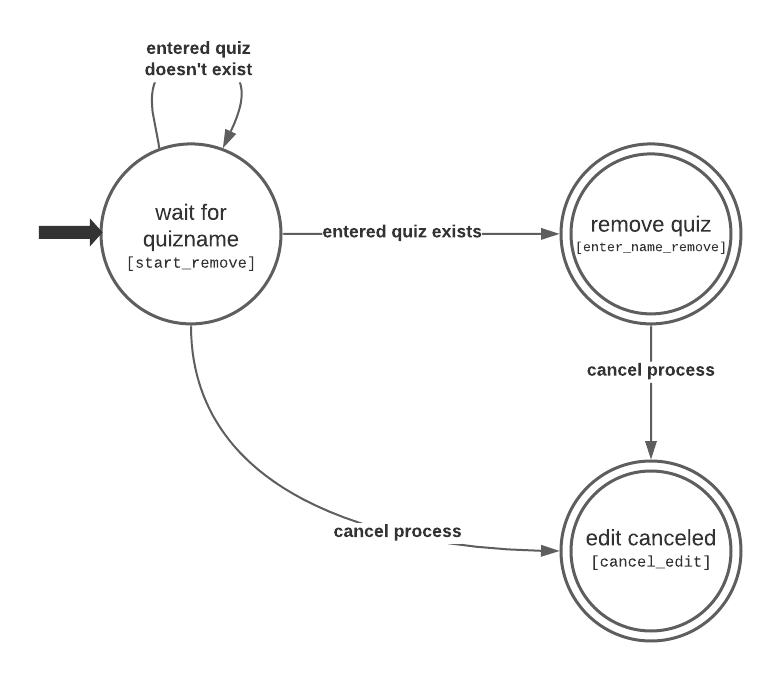 entered quiz
doesn't exist
wait for
quizname
[start_remove]
entered quiz exists
remove quiz
[enter_name_remove]
cancel process
cancel process
edit canceled
[cancel_edit]